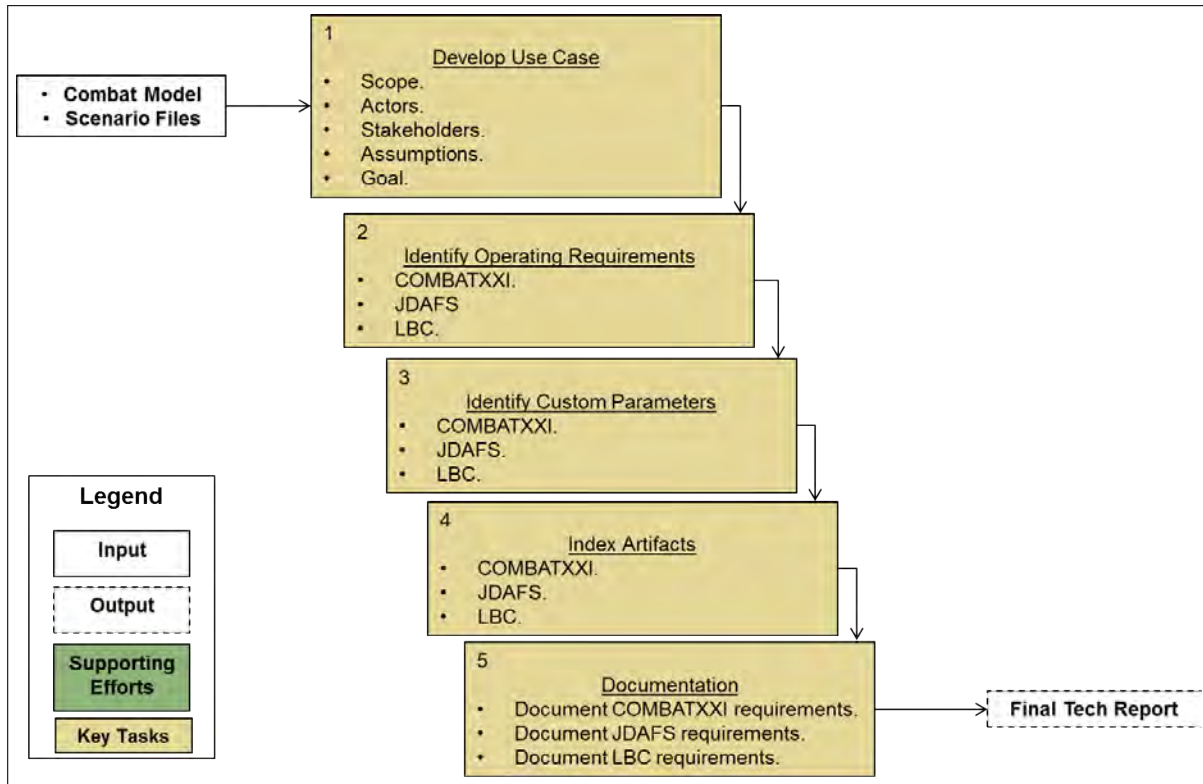 • Combat Model
• Scenario Files
1
Develop Use Case
• Scope.
• Actors.
• Stakeholders.
• Assumptions.
• Goal.
2
Identify Operating Requirements
• COMBATXXI.
• JDAFS
• LBC.
3
Identify Custom Parameters
• COMBATXXI.
• JDAFS.
• LBC.
4
Index Artifacts
• COMBATXXI.
• JDAFS.
• LBC.
5
Documentation
• Document COMBATXXI requirements.
• Document JDAFS requirements.
• Document LBC requirements.
Final Tech Report
Legend
Input
Output
Supporting
Efforts
Key Tasks